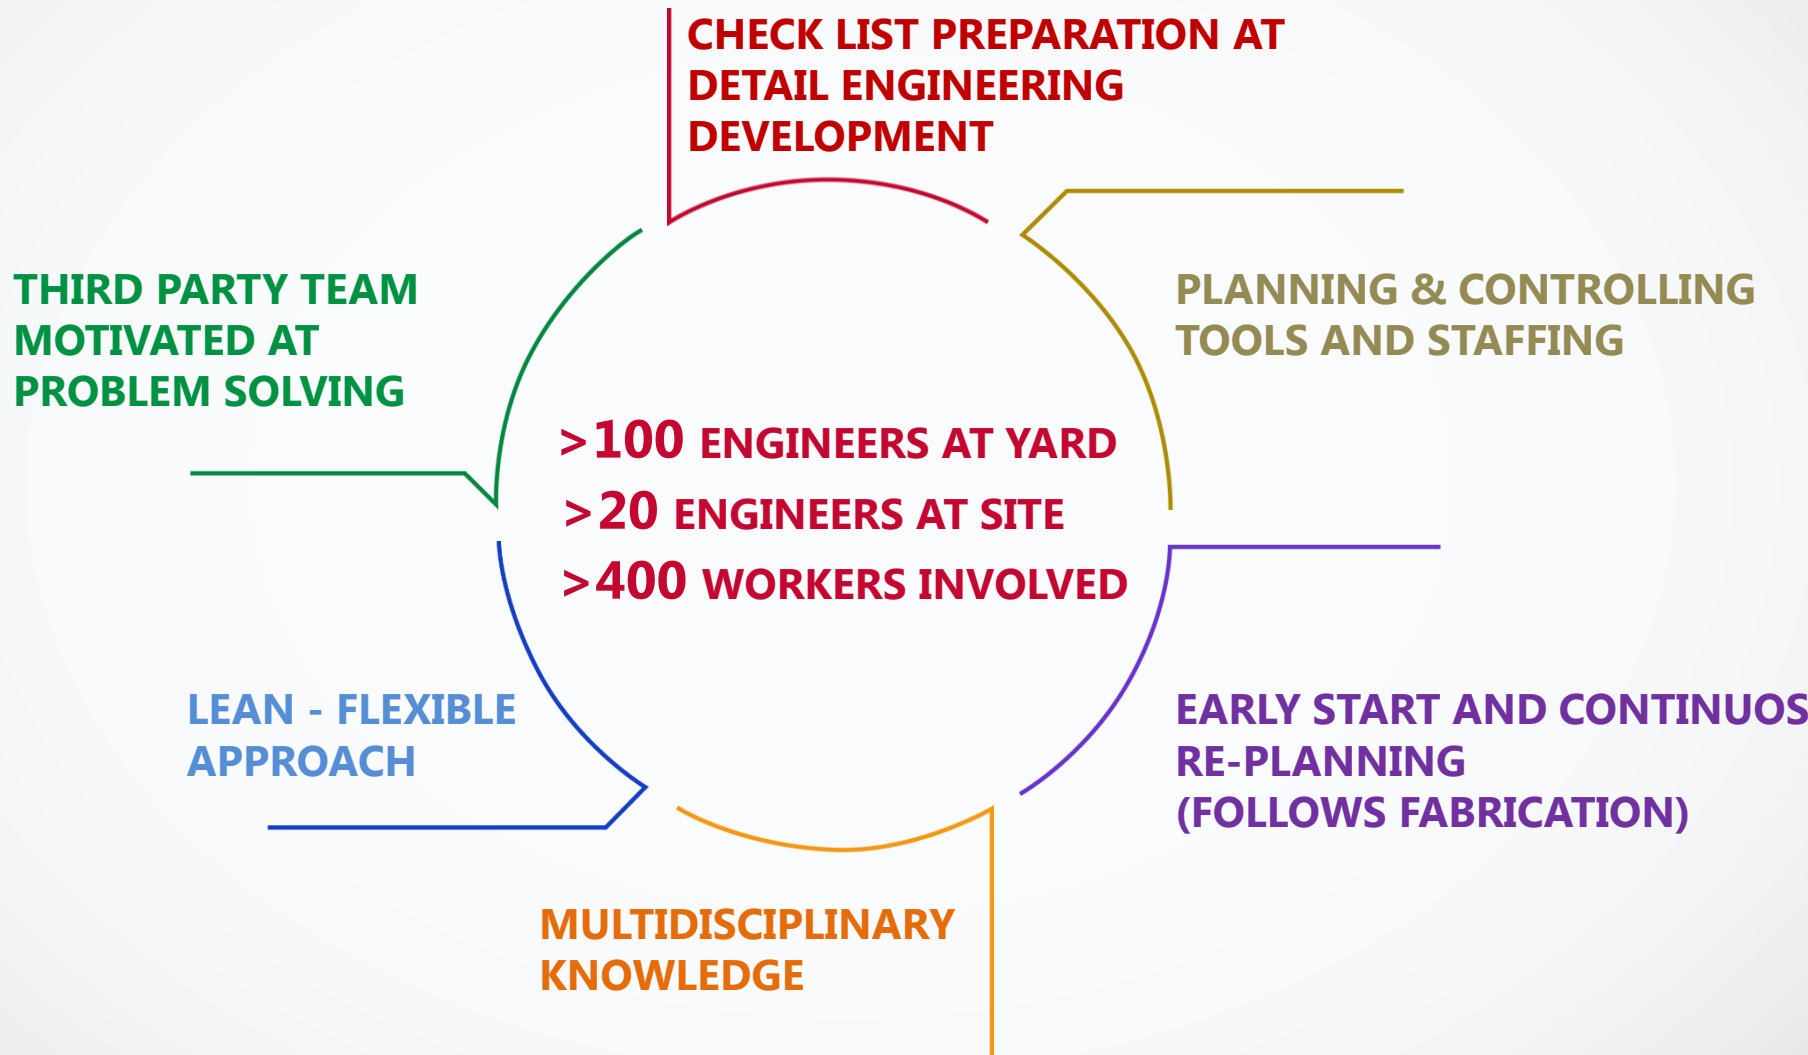 CHECK LIST PREPARATION AT
DETAIL ENGINEERING
DEVELOPMENT
PLANNING & CONTROLLING
TOOLS AND STAFFING
THIRD PARTY TEAM
MOTIVATED AT
PROBLEM SOLVING
>100 ENGINEERS AT YARD
>20 ENGINEERS AT SITE
>400 WORKERS INVOLVED
LEAN - FLEXIBLE
APPROACH
EARLY START AND CONTINUOS
RE-PLANNING
(FOLLOWS FABRICATION)
MULTIDISCIPLINARY
KNOWLEDGE